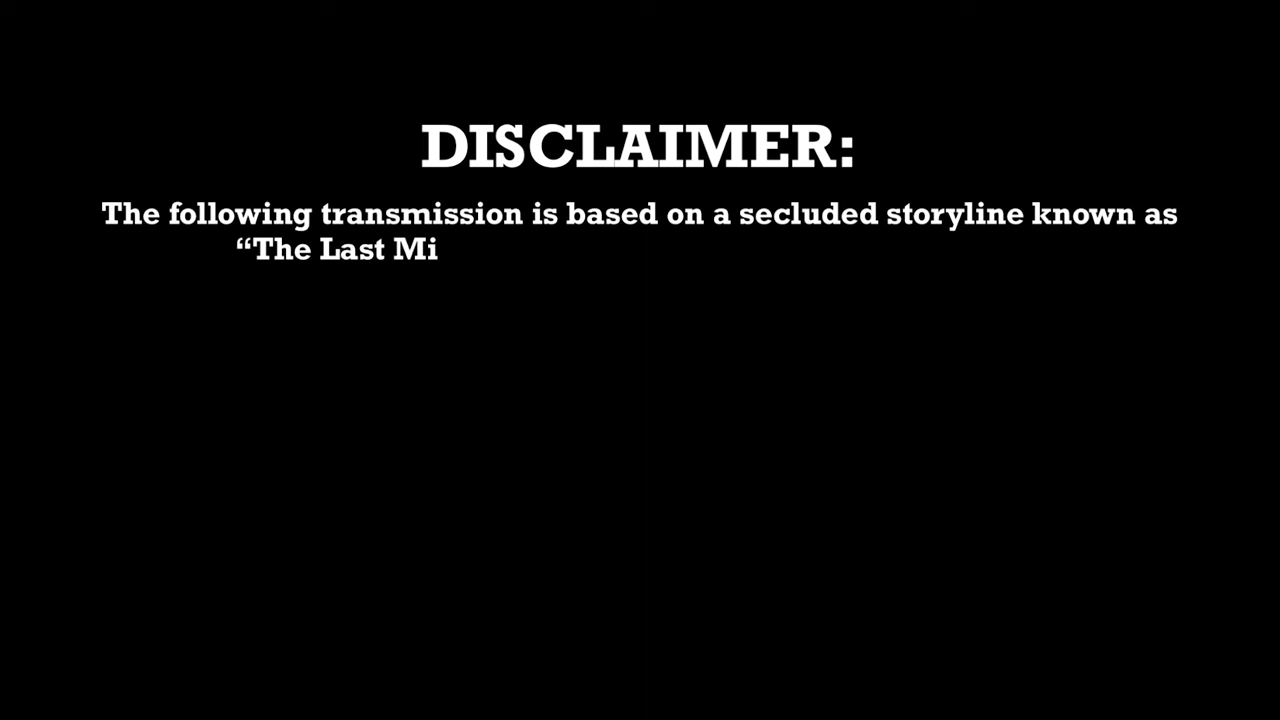 DISCLAIMER:
The following transmission is based on a secluded storyline known as
“The Last Mi